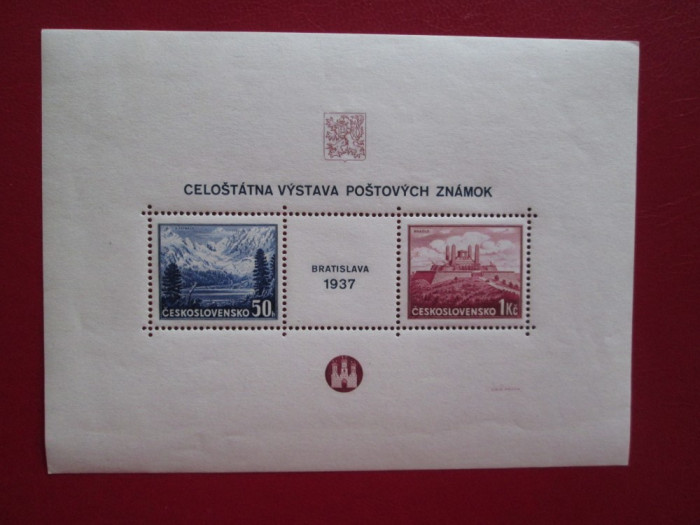 CELOŠTÁTNA VÝSTAVA POŠTOVÝCH ZNÁMOK
BRATISLAVA
1937
50h
ČESKOSLOVENSKO
1Kč
ČESKOSLOVENSKO